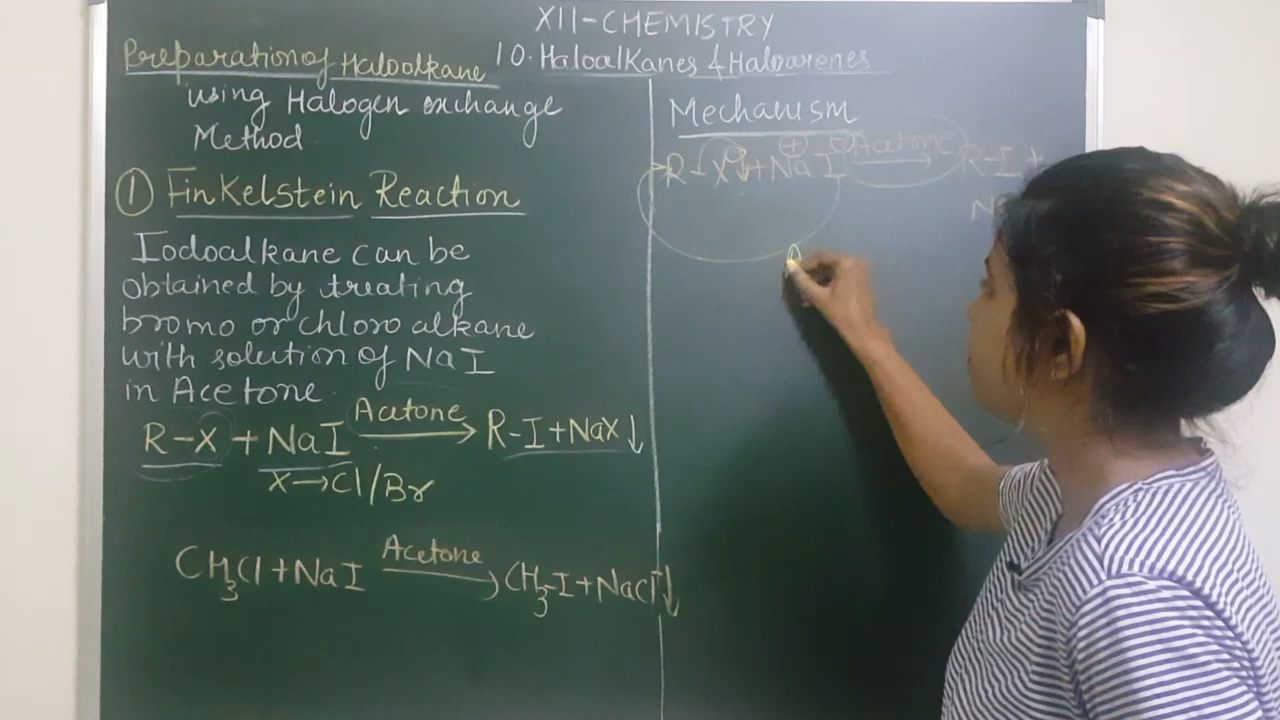 XII-CHEMISTRY
10. Haloalkanes & Haloarenes
Preparation of Haloalkane
using Halogen exchange
Method
① Finkelstein Reaction
Iodoalkane can be
obtained by treating
bromo or chloro alkane
with solution of NaI
in Acetone.
R-X + NaI Acetone → R-I + NaX ↓
X → Cl/Br
CH3Cl + NaI Acetone → CH3-I + NaCl ↓
Mechanism
R-X + NaI Acetone → R-I +
N